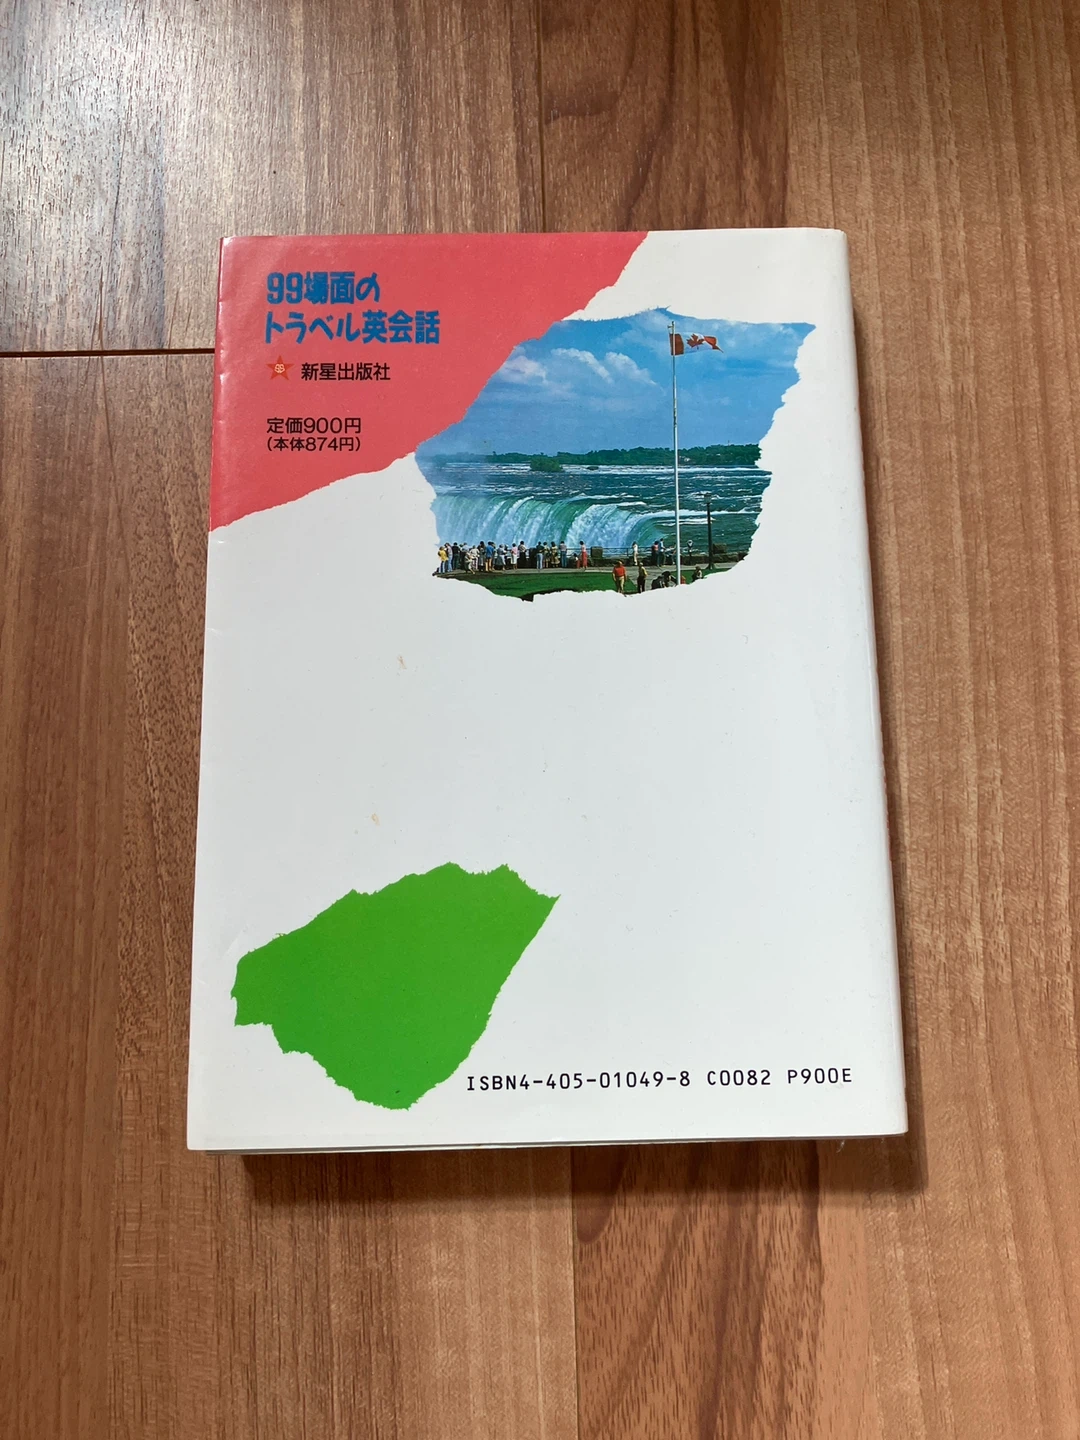 99場面の
トラベル英会話
新星出版社
定価900円
(本体874円)
ISBN4-405-01049-8 C0082 P900E